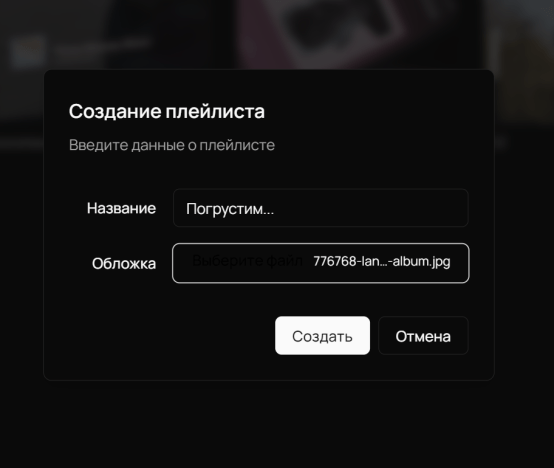 Создание плейлиста
Введите данные о плейлисте
Название
Погрустим...
Обложка
Выберите файл 776768-lan...-album.jpg
Создать
Отмена